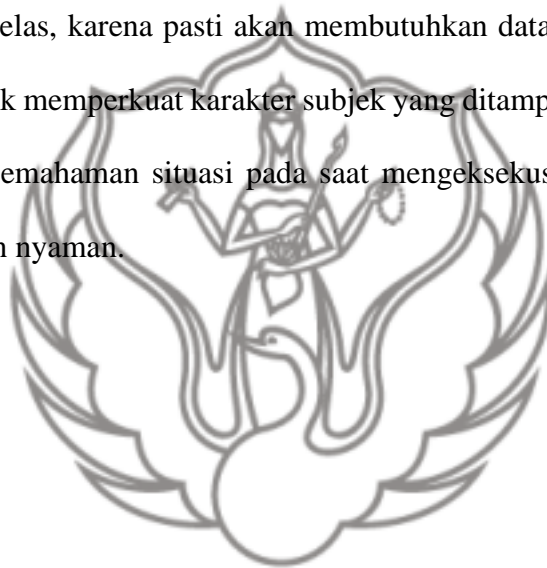 elas, karena pasti akan membutuhkan data
k memperkuat karakter subjek yang ditamp
emahaman situasi pada saat mengeksekus
n nyaman.